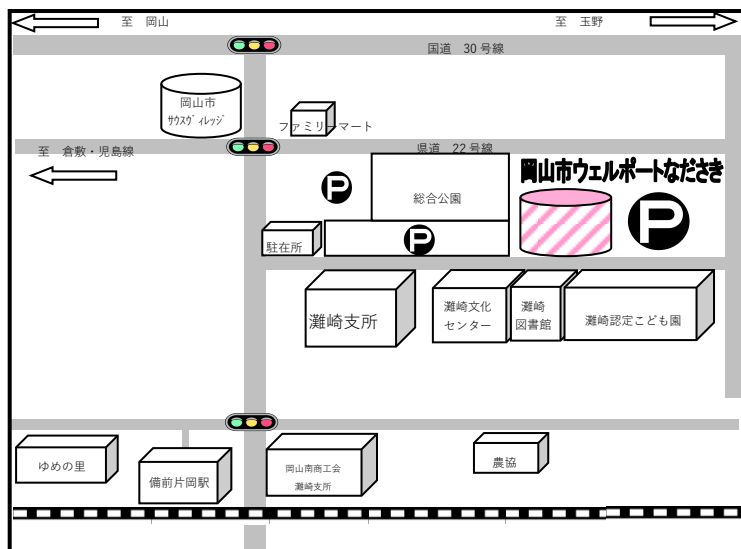 至　岡山
至　玉野
国道　30号線
岡山市
ｻｳｽｳﾞｨﾚｯｼﾞ
ファミリーマート
至　倉敷・児島線
県道　22号線
岡山市ウェルポートなださき
P
総合公園
P
P
駐在所
灘崎支所
灘崎文化
センター
灘崎
図書館
灘崎認定こども園
ゆめの里
備前片岡駅
岡山南商工会
灘崎支所
農協